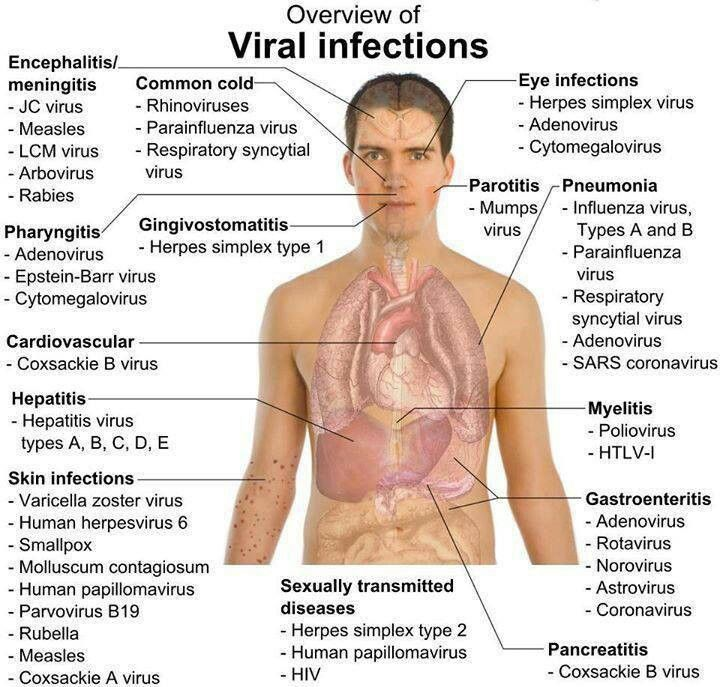 Overview of
Viral infections
Encephalitis/
meningitis
- JC virus
- Measles
- LCM virus
- Arbovirus
- Rabies
Common cold
- Rhinoviruses
- Parainfluenza virus
- Respiratory syncytial
virus
Eye infections
- Herpes simplex virus
- Adenovirus
- Cytomegalovirus
Pharyngitis
- Adenovirus
- Epstein-Barr virus
- Cytomegalovirus
Gingivostomatitis
- Herpes simplex type 1
Parotitis
- Mumps
virus
Pneumonia
- Influenza virus,
Types A and B
- Parainfluenza
virus
- Respiratory
syncytial virus
- Adenovirus
- SARS coronavirus
Cardiovascular
- Coxsackie B virus
Hepatitis
- Hepatitis virus
types A, B, C, D, E
Myelitis
- Poliovirus
- HTLV-I
Skin infections
- Varicella zoster virus
- Human herpesvirus 6
- Smallpox
- Molluscum contagiosum
- Human papillomavirus
- Parvovirus B19
- Rubella
- Measles
- Coxsackie A virus
Gastroenteritis
- Adenovirus
- Rotavirus
- Norovirus
- Astrovirus
- Coronavirus
Sexually transmitted
diseases
- Herpes simplex type 2
- Human papillomavirus
- HIV
Pancreatitis
- Coxsackie B virus